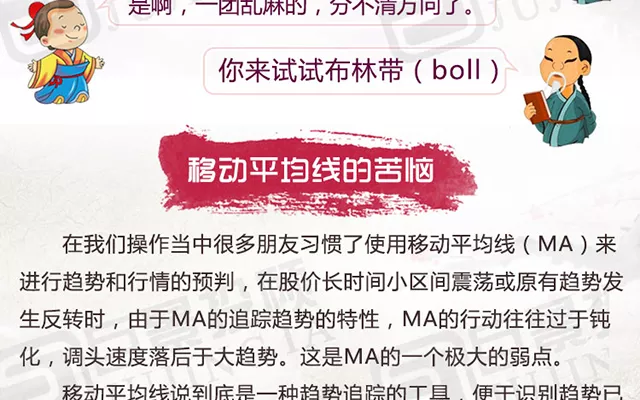 是啊，一团乱麻的，分不清方向了。
你来试试布林带（boll）
移动平均线的苦恼
在我们操作当中很多朋友习惯了使用移动平均线（MA）来
进行趋势和行情的预判，在股价长时间小区间震荡或原有趋势发
生反转时，由于MA的追踪趋势的特性，MA的行动往往过于钝
化，调头速度落后于大趋势。这是MA的一个极大的弱点。
移动平均线说到底是一种趋势追踪的工具，便于识别趋势已